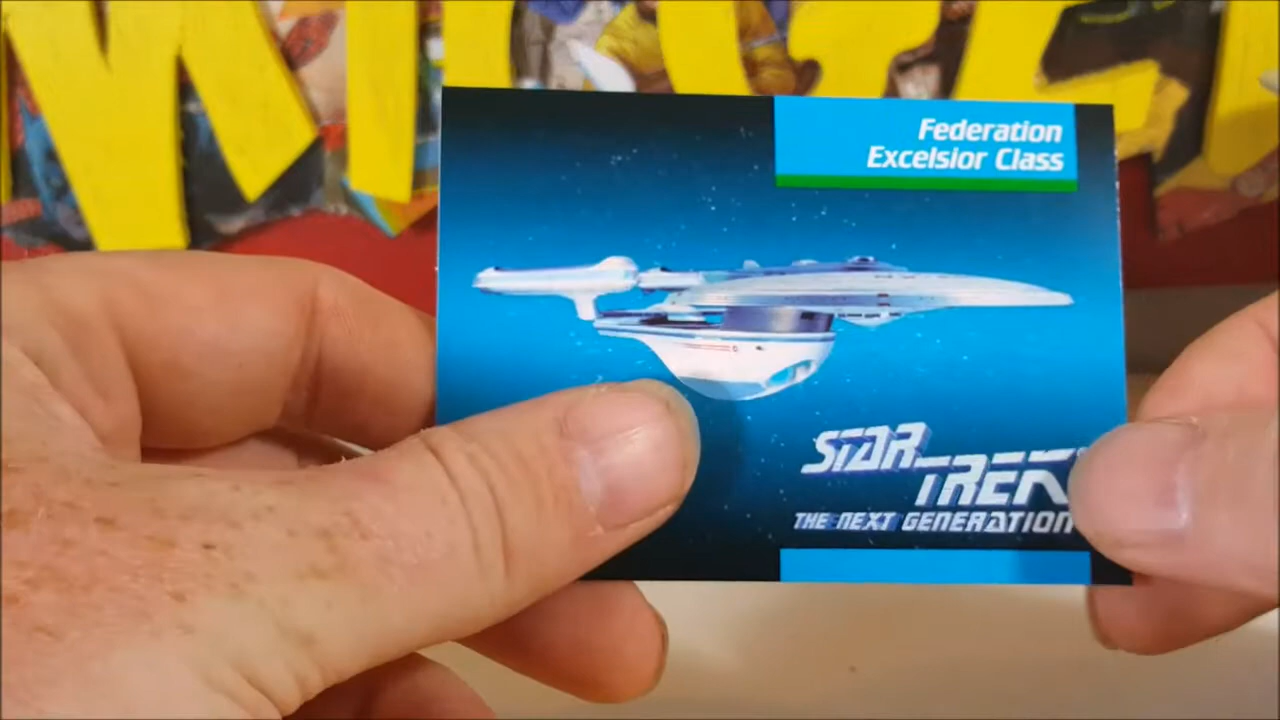 Federation
Excelsior Class
STAR
TREK
THE NEXT GENERATION